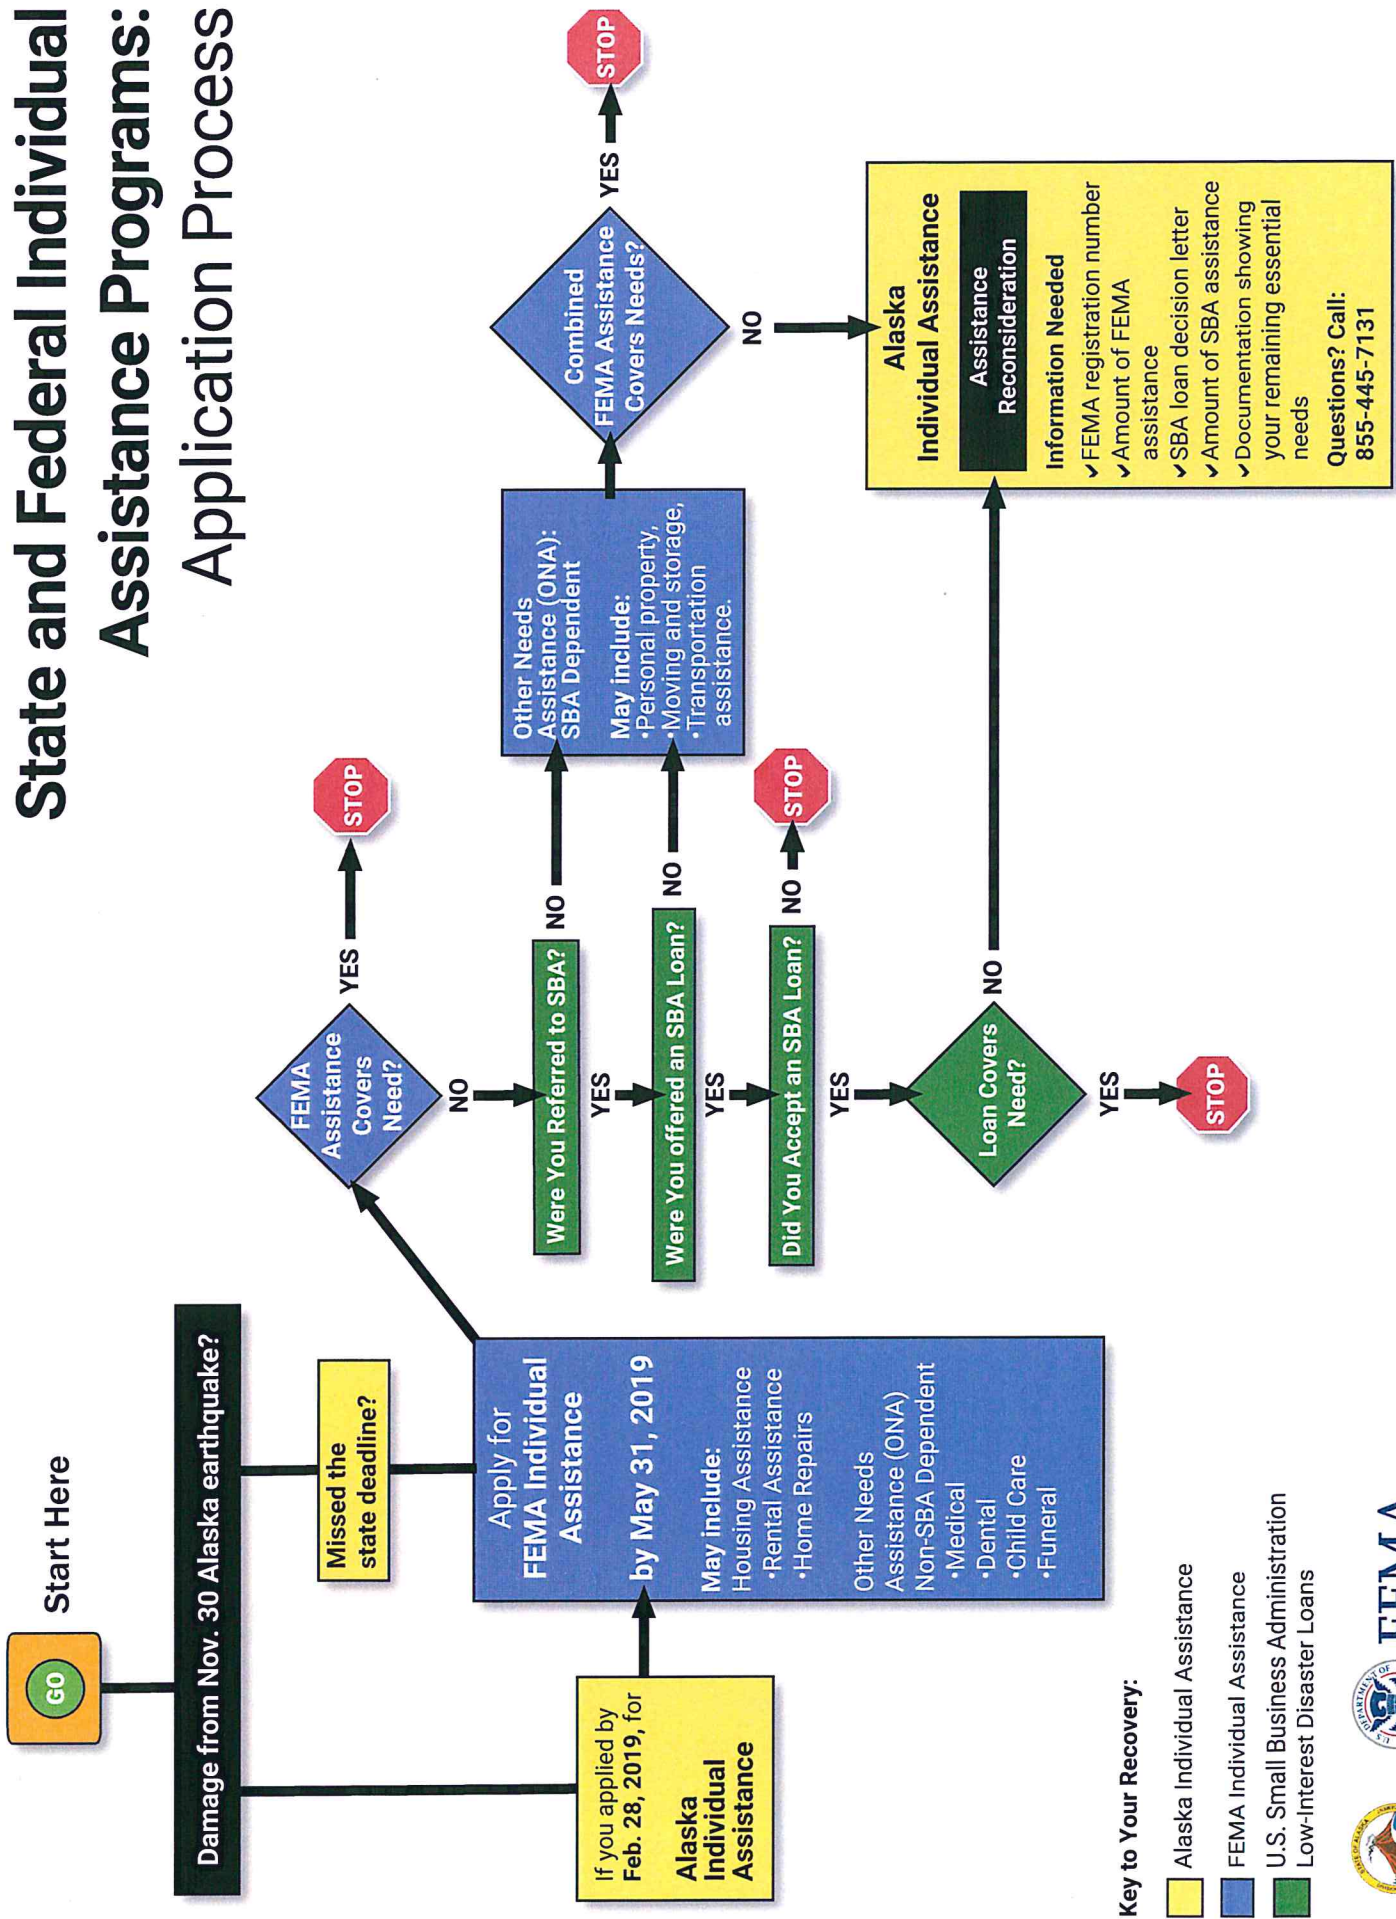 State and Federal Individual
Assistance Programs:
Application Process
GO
Start Here
Damage from Nov. 30 Alaska earthquake?
If you applied by
Feb. 28, 2019, for
Alaska
Individual
Assistance
Missed the
state deadline?
Apply for
FEMA Individual
Assistance
by May 31, 2019
May include:
Housing Assistance
•Rental Assistance
•Home Repairs
Other Needs
Assistance (ONA)
Non-SBA Dependent
•Medical
•Dental
•Child Care
•Funeral
FEMA
Assistance
Covers
Need?
YES
STOP
NO
Were You Referred to SBA?
NO
YES
Were You offered an SBA Loan?
NO
YES
Did You Accept an SBA Loan?
NO
STOP
YES
Loan Covers
Need?
NO
YES
STOP
Other Needs
Assistance (ONA):
SBA Dependent
May include:
•Personal property,
•Moving and storage,
•Transportation
assistance.
Combined
FEMA Assistance
Covers Needs?
YES
STOP
NO
Alaska
Individual Assistance
Assistance
Reconsideration
Information Needed
✓FEMA registration number
✓Amount of FEMA
assistance
✓SBA loan decision letter
✓Amount of SBA assistance
✓Documentation showing
your remaining essential
needs
Questions? Call:
855-445-7131
Key to Your Recovery:
Alaska Individual Assistance
FEMA Individual Assistance
U.S. Small Business Administration
Low-Interest Disaster Loans
STATE OF ALASKA
U.S. DEPARTMENT OF
FEMA